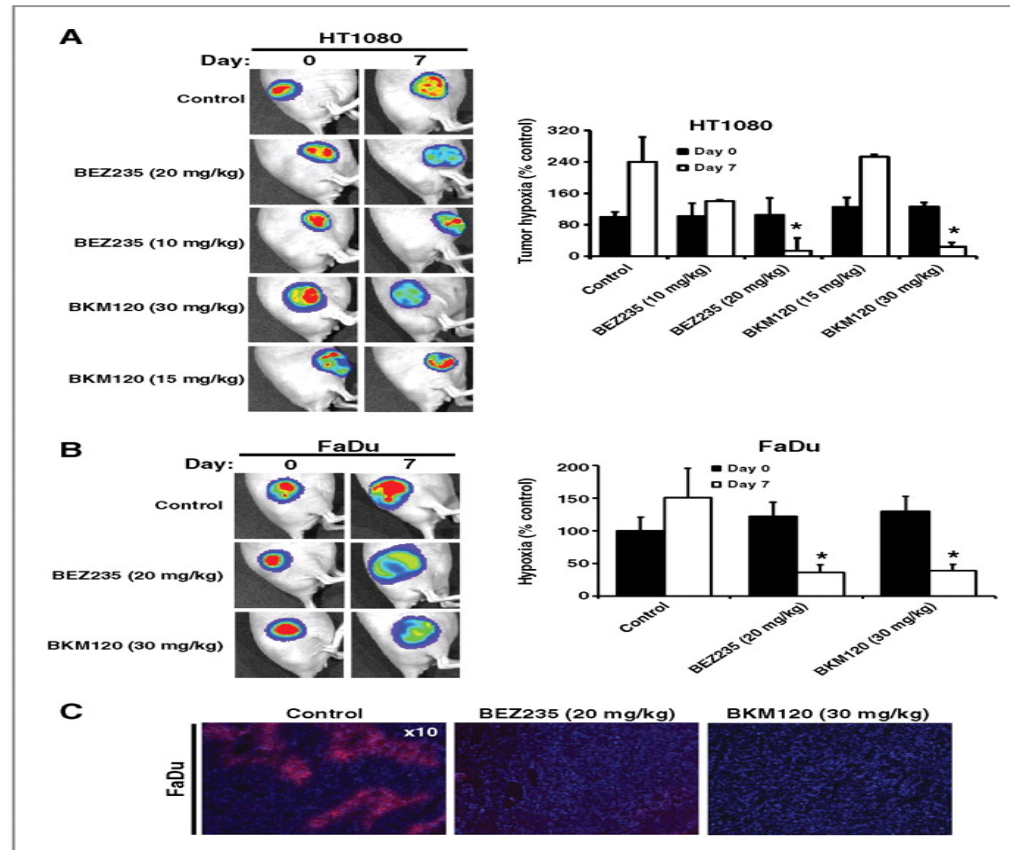 A
HT1080
Day: 0 7
Control
BEZ235 (20 mg/kg)
BEZ235 (10 mg/kg)
BKM120 (30 mg/kg)
BKM120 (15 mg/kg)
HT1080
Tumor hypoxia (% control)
320
240
160
80
0
Day 0
Day 7
*
*
Control
BEZ235 (10 mg/kg)
BEZ235 (20 mg/kg)
BKM120 (15 mg/kg)
BKM120 (30 mg/kg)
B
FaDu
Day: 0 7
Control
BEZ235 (20 mg/kg)
BKM120 (30 mg/kg)
FaDu
Hypoxia (% control)
200
150
100
50
0
Day 0
Day 7
*
*
Control
BEZ235 (20 mg/kg)
BKM120 (30 mg/kg)
C
Control BEZ235 (20 mg/kg) BKM120 (30 mg/kg)
x10
FaDu